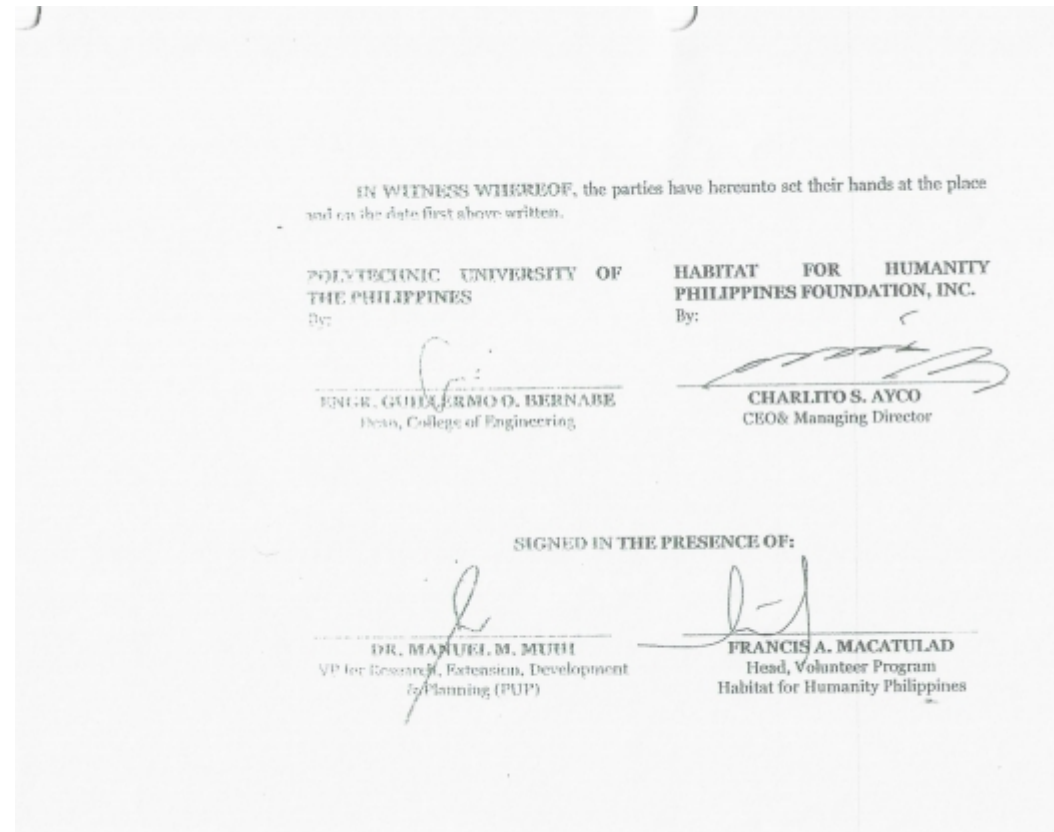 IN WITNESS WHEREOF, the parties have hereunto set their hands at the place
and on the date first above written.
POLYTECHNIC UNIVERSITY OF
THE PHILIPPINES
By:
ENGR. GUILLERMO O. BERNABE
Dean, College of Engineering
HABITAT FOR HUMANITY
PHILIPPINES FOUNDATION, INC.
By:
CHARLITO S. AYCO
CEO& Managing Director
SIGNED IN THE PRESENCE OF:
DR. MANUEL M. MUHI
VP for Research, Extension, Development
& Planning (PUP)
FRANCIS A. MACATULAD
Head, Volunteer Program
Habitat for Humanity Philippines